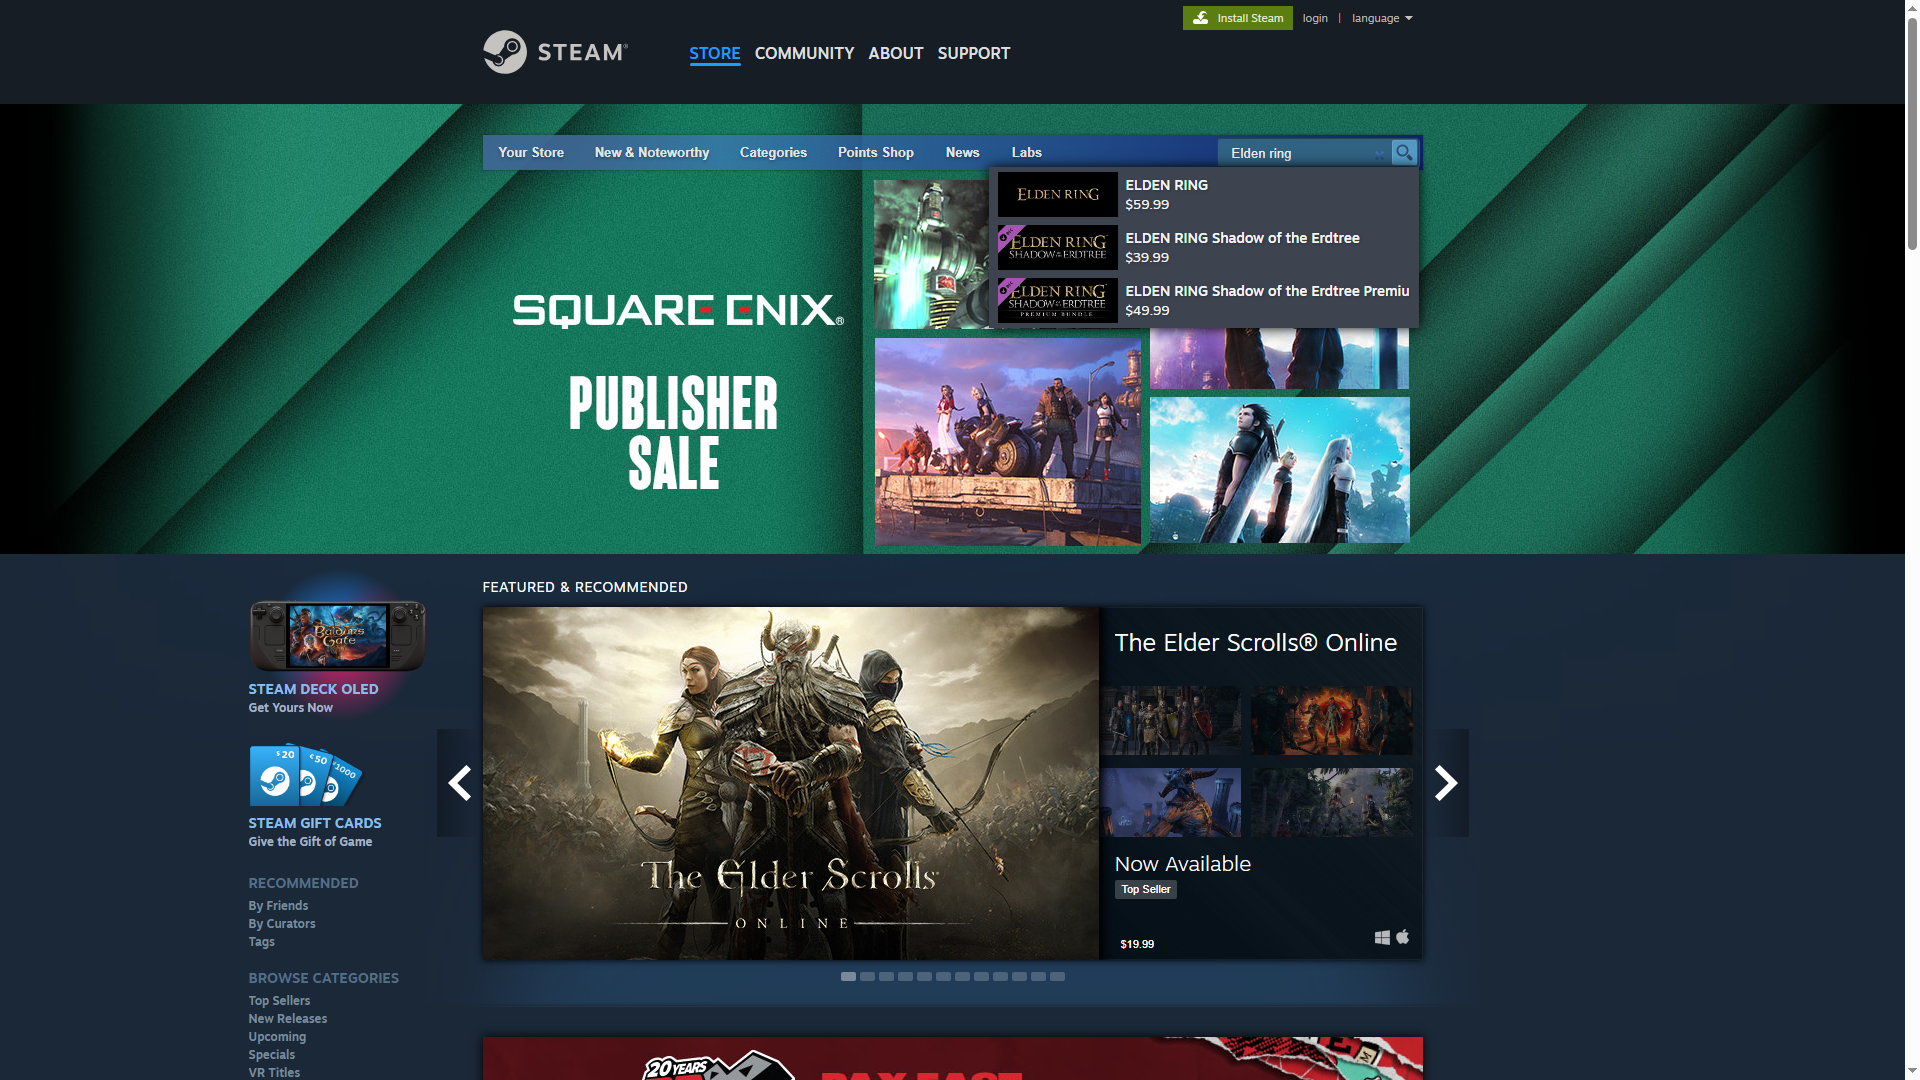 Install Steam
login | language
STEAM®
STORE COMMUNITY ABOUT SUPPORT
Your Store New & Noteworthy Categories Points Shop News Labs
Elden ring
ELDEN RING
ELDEN RING
$59.99
ELDEN RING
SHADOW OF THE ERDTREE
ELDEN RING Shadow of the Erdtree
$39.99
ELDEN RING
SHADOW OF THE ERDTREE
PREMIUM BUNDLE
ELDEN RING Shadow of the Erdtree Premiu
$49.99
SQUARE ENIX®
PUBLISHER
SALE
FEATURED & RECOMMENDED
Baldur's
Gate
STEAM DECK OLED
Get Yours Now
$20
€50
1000
STEAM GIFT CARDS
Give the Gift of Game
RECOMMENDED
By Friends
By Curators
Tags
BROWSE CATEGORIES
Top Sellers
New Releases
Upcoming
Specials
VR Titles
The Elder Scrolls
ONLINE
The Elder Scrolls® Online
Now Available
Top Seller
$19.99
20 YEARS
PAX EAST